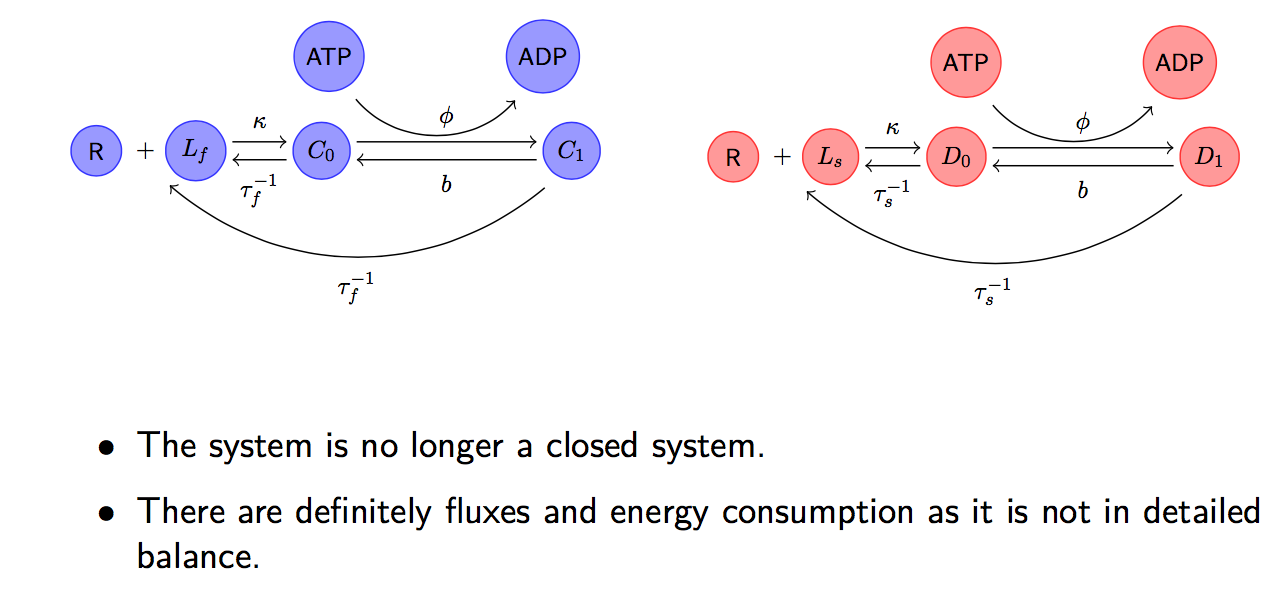 ATP ADP ATP ADP
R + L_f κ τ_f^{-1} C_0 ϕ b C_1
τ_f^{-1}
R + L_s κ τ_s^{-1} D_0 ϕ b D_1
τ_s^{-1}
• The system is no longer a closed system.
• There are definitely fluxes and energy consumption as it is not in detailed
balance.